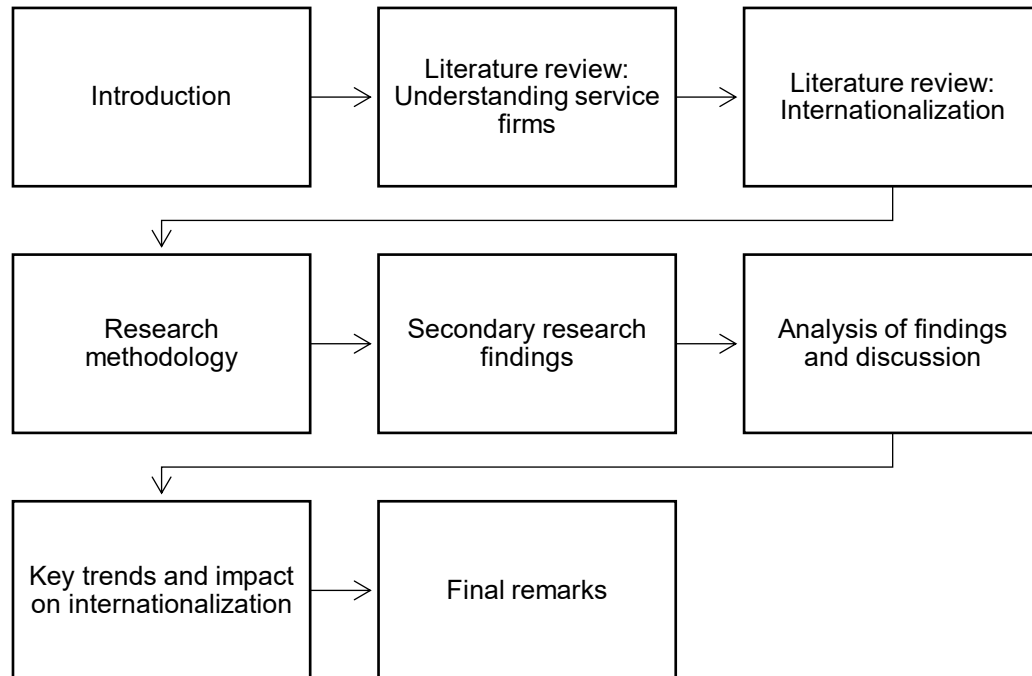 Introduction
Literature review:
Understanding service
firms
Literature review:
Internationalization
Research
methodology
Secondary research
findings
Analysis of findings
and discussion
Key trends and impact
on internationalization
Final remarks